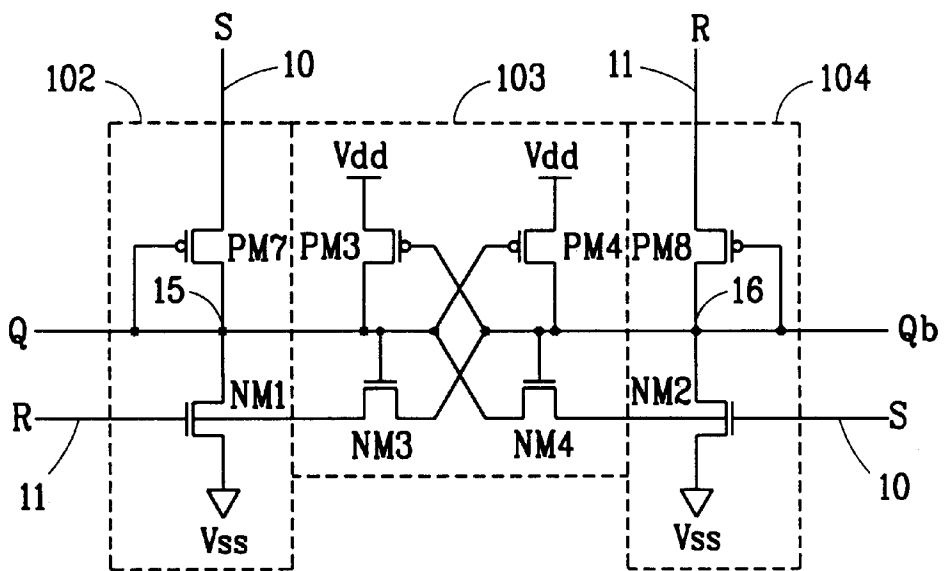 S
R
102
10
103
11
104
Vdd
Vdd
PM7
PM3
PM4
PM8
15
16
Q
Qb
R
NM1
NM3
NM4
NM2
S
11
10
Vss
Vss